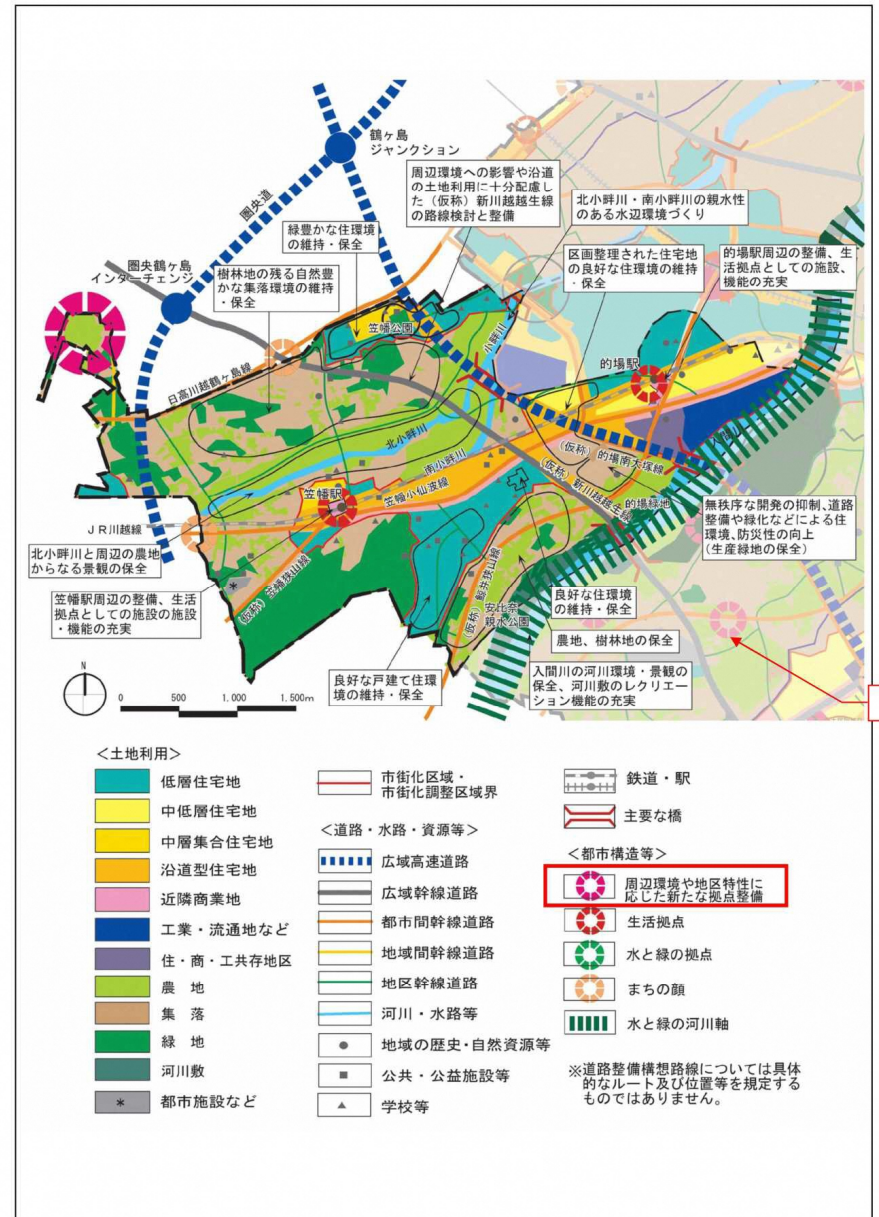 鶴ヶ島
ジャンクション
圏央道
圏央鶴ヶ島
インターチェンジ
周辺環境への影響や沿道
の土地利用に十分配慮し
た(仮称)新川越越生線
の路線検討と整備
北小畔川・南小畔川の親水性
のある水辺環境づくり
緑豊かな住環境
の維持・保全
区画整理された住宅地
の良好な住環境の維持
・保全
的場駅周辺の整備、生
活拠点としての施設、
機能の充実
樹林地の残る自然豊
かな集落環境の維持
・保全
笠幡公園
小畔川
的場駅
日高川越鶴ヶ島線
北小畔川
南小畔川
入間川
(仮称)的場南大塚線
(仮称)新川越越生線
笠幡駅
笠幡小仙波線
的場緑地
JR川越線
無秩序な開発の抑制、道路
整備や緑化などによる住
環境、防災性の向上
(生産緑地の保全)
北小畔川と周辺の農地
からなる景観の保全
(仮称)笠幡狭山線
(仮称)鯨井狭山線
笠幡駅周辺の整備、生活
拠点としての施設の施設
・機能の充実
良好な住環境
の維持・保全
安比奈
親水公園
農地、樹林地の保全
良好な戸建て住環
境の維持・保全
入間川の河川環境・景観の
保全、河川敷のレクリエー
ション機能の充実
N
0 500 1,000 1,500m
<土地利用>
低層住宅地
中低層住宅地
中層集合住宅地
沿道型住宅地
近隣商業地
工業・流通地など
住・商・工共存地区
農 地
集 落
緑 地
河川敷
* 都市施設など
市街化区域・
市街化調整区域界
<道路・水路・資源等>
広域高速道路
広域幹線道路
都市間幹線道路
地域間幹線道路
地区幹線道路
河川・水路等
地域の歴史・自然資源等
公共・公益施設等
学校等
鉄道・駅
主要な橋
<都市構造等>
周辺環境や地区特性に
応じた新たな拠点整備
生活拠点
水と緑の拠点
まちの顔
水と緑の河川軸
※道路整備構想路線については具体
的なルート及び位置等を規定する
ものではありません。